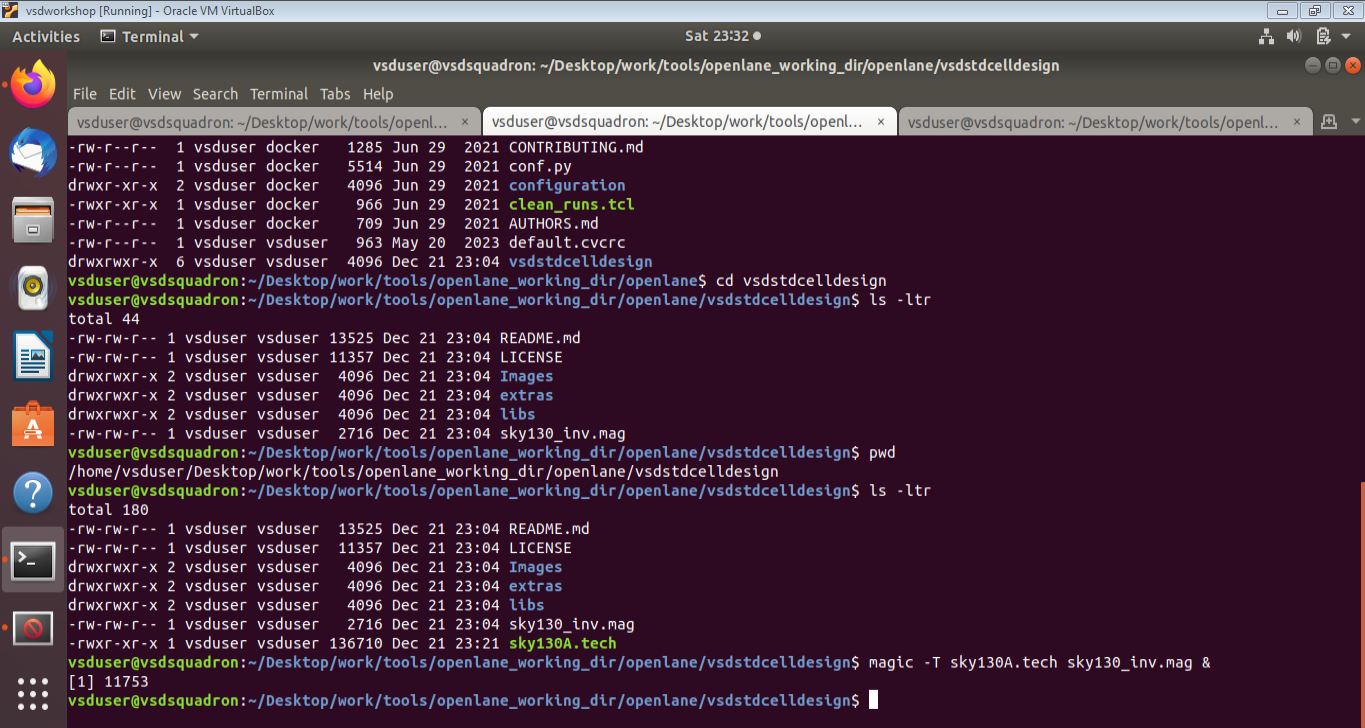 vsdworkshop [Running] - Oracle VM VirtualBox
Activities Terminal Sat 23:32
vsduser@vsdsquadron: ~/Desktop/work/tools/openlane_working_dir/openlane/vsdstdcelldesign
File Edit View Search Terminal Tabs Help
vsduser@vsdsquadron: ~/Desktop/work/tools/openl... × vsduser@vsdsquadron: ~/Desktop/work/tools/openl... × vsduser@vsdsquadron: ~/Desktop/work/tools/openl... ×
-rw-r--r--  1 vsduser docker   1285 Jun 29  2021 CONTRIBUTING.md
-rw-r--r--  1 vsduser docker   5514 Jun 29  2021 conf.py
drwxr-xr-x  2 vsduser docker   4096 Jun 29  2021 configuration
-rwxr-xr-x  1 vsduser docker    966 Jun 29  2021 clean_runs.tcl
-rw-r--r--  1 vsduser docker    709 Jun 29  2021 AUTHORS.md
-rw-r--r--  1 vsduser vsduser   963 May 20  2023 default.cvcrc
drwxrwxr-x  6 vsduser vsduser  4096 Dec 21 23:04 vsdstdcelldesign
vsduser@vsdsquadron:~/Desktop/work/tools/openlane_working_dir/openlane$ cd vsdstdcelldesign
vsduser@vsdsquadron:~/Desktop/work/tools/openlane_working_dir/openlane/vsdstdcelldesign$ ls -ltr
total 44
-rw-rw-r-- 1 vsduser vsduser 13525 Dec 21 23:04 README.md
-rw-rw-r-- 1 vsduser vsduser 11357 Dec 21 23:04 LICENSE
drwxrwxr-x 2 vsduser vsduser  4096 Dec 21 23:04 Images
drwxrwxr-x 2 vsduser vsduser  4096 Dec 21 23:04 extras
drwxrwxr-x 2 vsduser vsduser  4096 Dec 21 23:04 libs
-rw-rw-r-- 1 vsduser vsduser  2716 Dec 21 23:04 sky130_inv.mag
vsduser@vsdsquadron:~/Desktop/work/tools/openlane_working_dir/openlane/vsdstdcelldesign$ pwd
/home/vsduser/Desktop/work/tools/openlane_working_dir/openlane/vsdstdcelldesign
vsduser@vsdsquadron:~/Desktop/work/tools/openlane_working_dir/openlane/vsdstdcelldesign$ ls -ltr
total 180
-rw-rw-r-- 1 vsduser vsduser  13525 Dec 21 23:04 README.md
-rw-rw-r-- 1 vsduser vsduser  11357 Dec 21 23:04 LICENSE
drwxrwxr-x 2 vsduser vsduser   4096 Dec 21 23:04 Images
drwxrwxr-x 2 vsduser vsduser   4096 Dec 21 23:04 extras
drwxrwxr-x 2 vsduser vsduser   4096 Dec 21 23:04 libs
-rw-rw-r-- 1 vsduser vsduser   2716 Dec 21 23:04 sky130_inv.mag
-rwxr-xr-x 1 vsduser vsduser 136710 Dec 21 23:21 sky130A.tech
vsduser@vsdsquadron:~/Desktop/work/tools/openlane_working_dir/openlane/vsdstdcelldesign$ magic -T sky130A.tech sky130_inv.mag &
[1] 11753
vsduser@vsdsquadron:~/Desktop/work/tools/openlane_working_dir/openlane/vsdstdcelldesign$